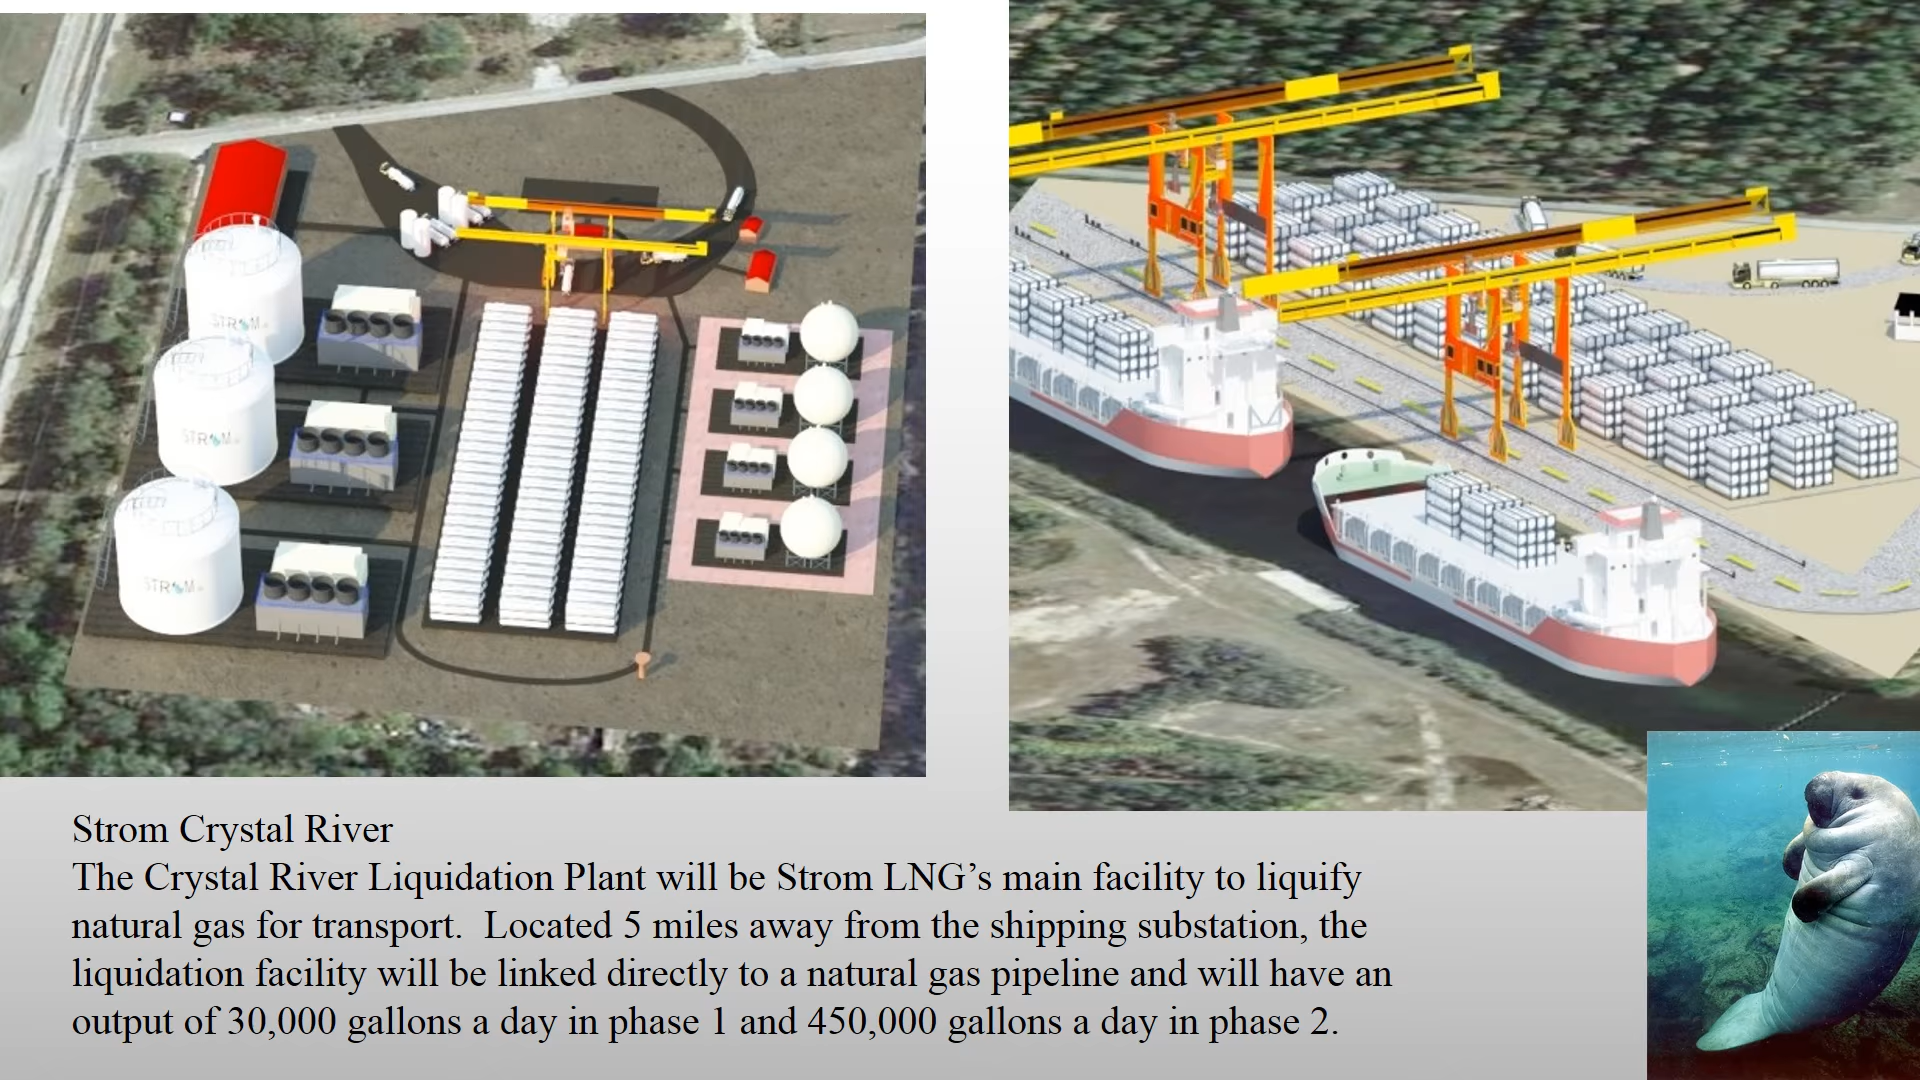 STROM
STROM
STROM
Strom Crystal River
The Crystal River Liquidation Plant will be Strom LNG’s main facility to liquify
natural gas for transport.  Located 5 miles away from the shipping substation, the
liquidation facility will be linked directly to a natural gas pipeline and will have an
output of 30,000 gallons a day in phase 1 and 450,000 gallons a day in phase 2.